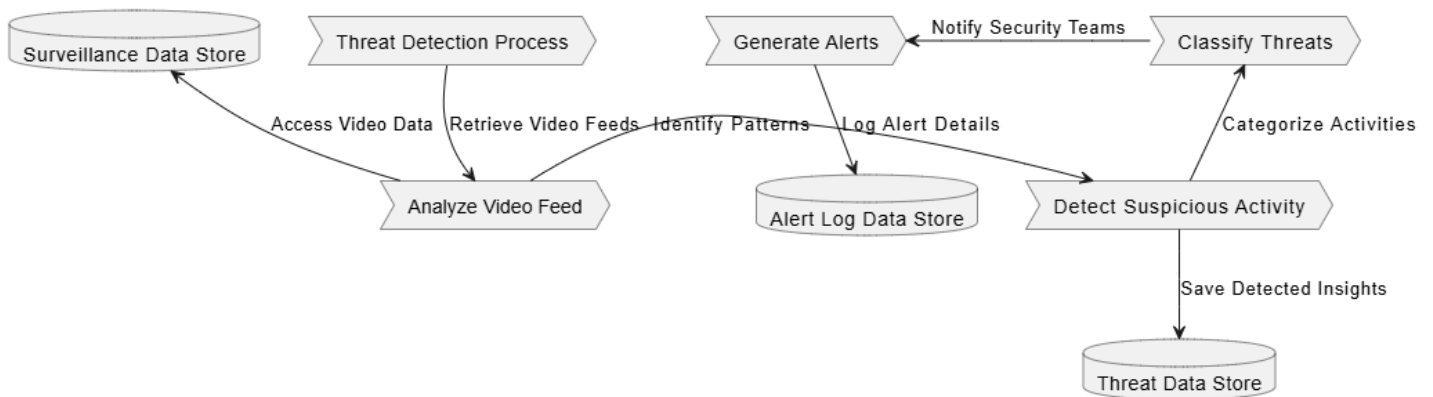 Surveillance Data Store
Threat Detection Process
Generate Alerts
Notify Security Teams
Classify Threats
Access Video Data
Retrieve Video Feeds
Identify Patterns
Log Alert Details
Categorize Activities
Analyze Video Feed
Alert Log Data Store
Detect Suspicious Activity
Save Detected Insights
Threat Data Store